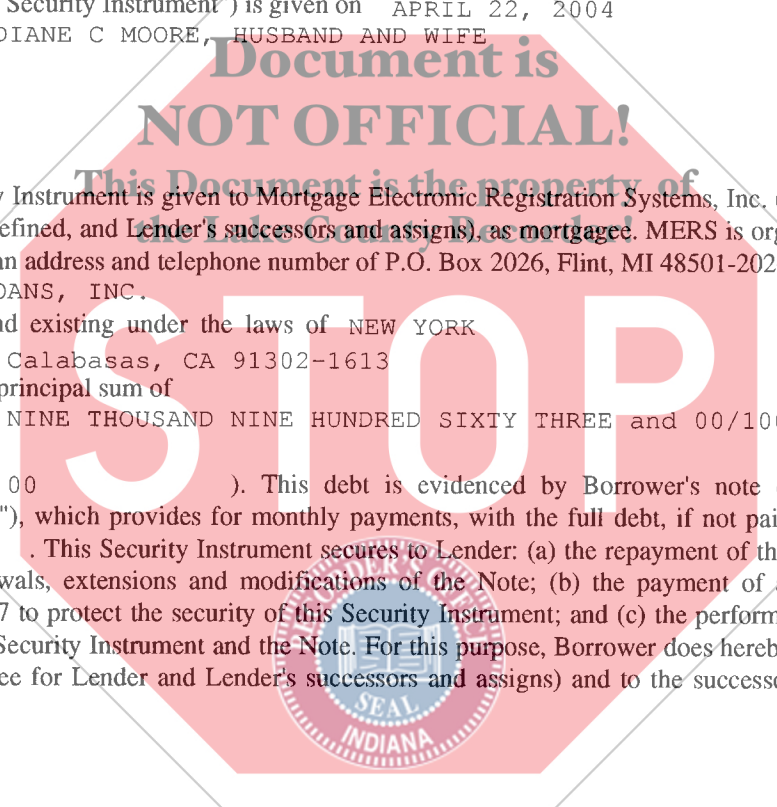 Security Instrument") is given on APRIL 22, 2004
DIANE C MOORE, HUSBAND AND WIFE
Document is
NOT OFFICIAL!
This Document is the property of
the Lake County Recorder!
Instrument is given to Mortgage Electronic Registration Systems, Inc.
efined, and Lender's successors and assigns), as mortgagee. MERS is org
an address and telephone number of P.O. Box 2026, Flint, MI 48501-202
OANS, INC.
nd existing under the laws of NEW YORK
Calabasas, CA 91302-1613
principal sum of
NINE THOUSAND NINE HUNDRED SIXTY THREE and 00/100
STOP
00 ). This debt is evidenced by Borrower's note
"), which provides for monthly payments, with the full debt, if not pai
. This Security Instrument secures to Lender: (a) the repayment of th
wals, extensions and modifications of the Note; (b) the payment of a
7 to protect the security of this Security Instrument; and (c) the perform
Security Instrument and the Note. For this purpose, Borrower does hereb
ee for Lender and Lender's successors and assigns) and to the successo
RECORDER'S OFFICE
SEAL
INDIANA